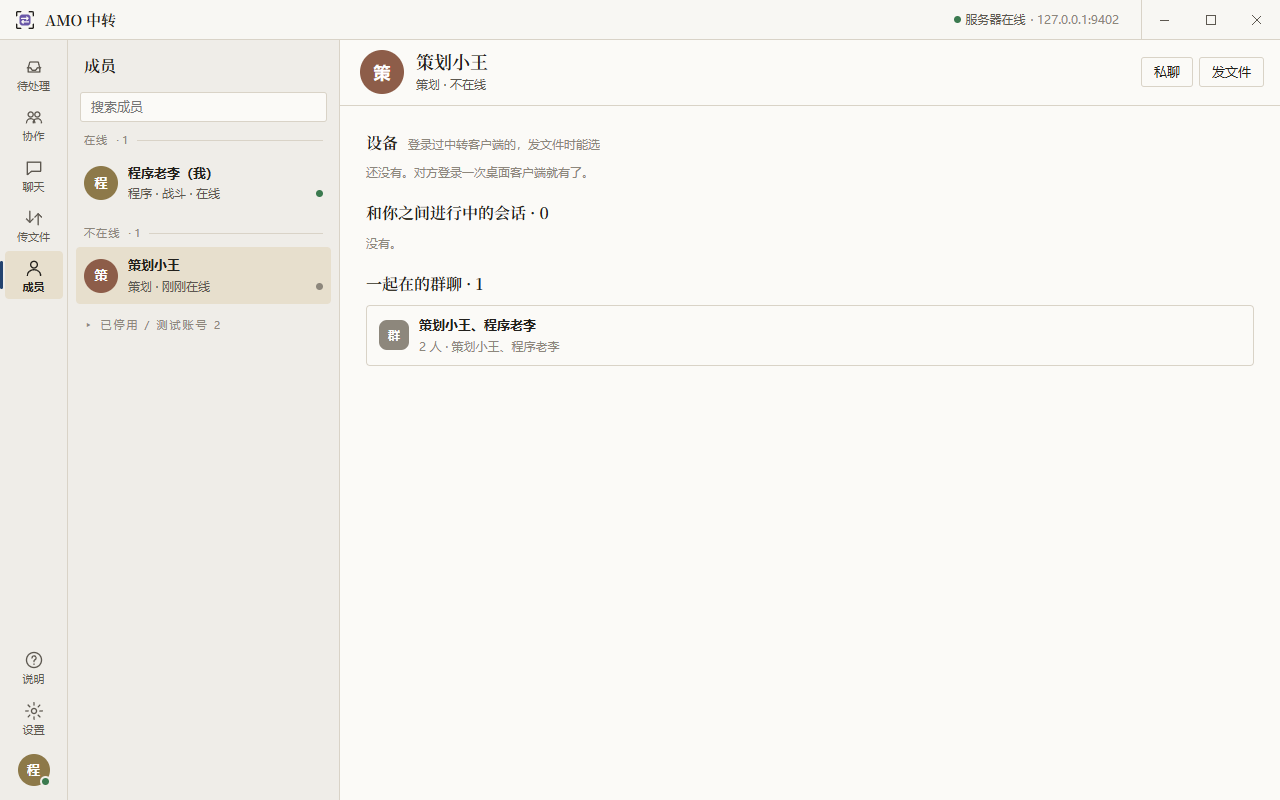 AMO 中转
服务器在线 · 127.0.0.1:9402
待处理
协作
聊天
传文件
成员
说明
设置
程
成员
搜索成员
在线 · 1
程
程序老李（我）
程序 · 战斗 · 在线
不在线 · 1
策
策划小王
策划 · 刚刚在线
已停用 / 测试账号 2
策
策划小王
策划 · 不在线
私聊
发文件
设备 登录过中转客户端的，发文件时能选
还没有。对方登录一次桌面客户端就有了。
和你之间进行中的会话 · 0
没有。
一起在的群聊 · 1
群
策划小王、程序老李
2 人 · 策划小王、程序老李